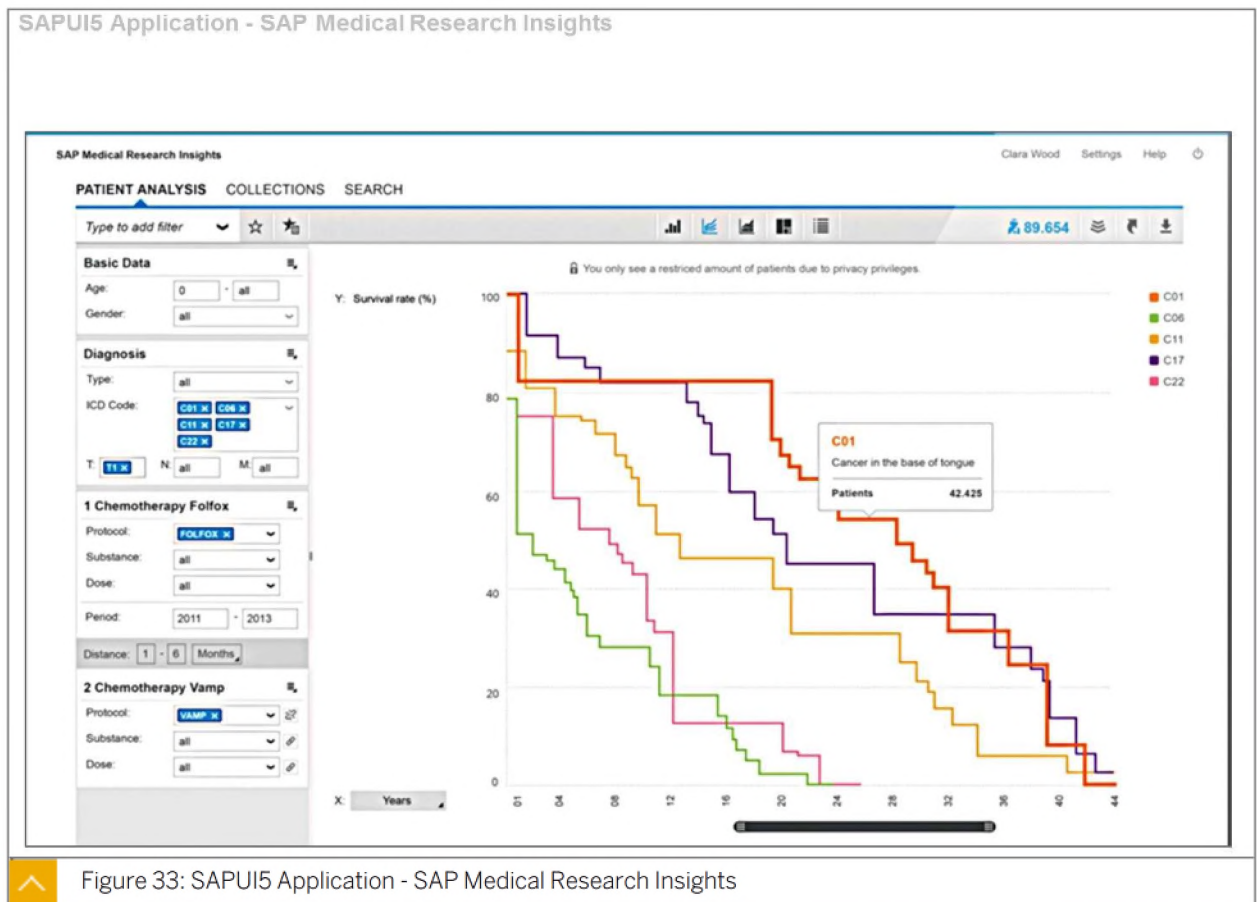 SAPUI5 Application - SAP Medical Research Insights
SAP Medical Research Insights
Clara Wood Settings Help
PATIENT ANALYSIS COLLECTIONS SEARCH
Type to add filter
89.654
Basic Data
Age: 0 - all
Gender: all
Diagnosis
Type: all
ICD Code: C01 x C06 x
C11 x C17 x
C22 x
T: T1 x N: all M: all
1 Chemotherapy Folfox
Protocol: FOLFOX x
Substance: all
Dose: all
Period: 2011 - 2013
Distance: 1 - 6 Months
2 Chemotherapy Vamp
Protocol: VAMP x
Substance: all
Dose: all
You only see a restriced amount of patients due to privacy privileges.
Y: Survival rate (%)
100
80
60
40
20
0
C01
C06
C11
C17
C22
C01
Cancer in the base of tongue
Patients 42.425
X: Years
01 04 08 12 16 20 24 28 32 36 40 44
Figure 33: SAPUI5 Application - SAP Medical Research Insights